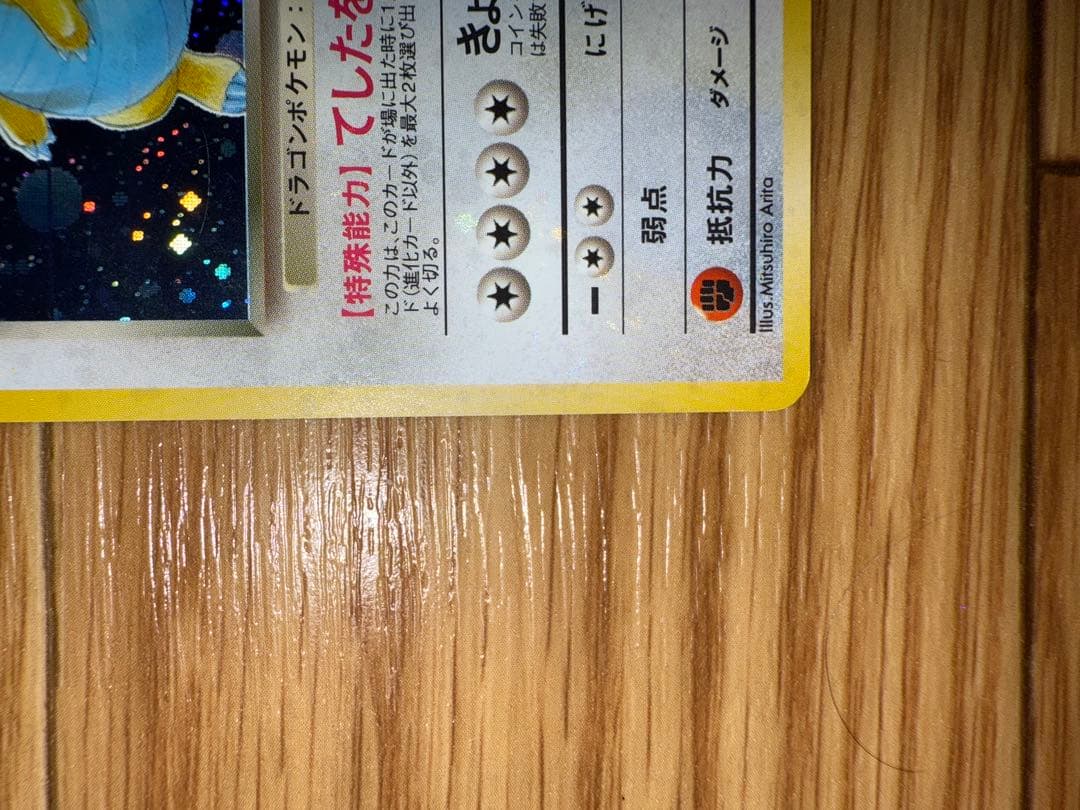 ドラゴンポケモン:
【特殊能力】てしたを
この力は、このカードが場に出た時に1
ド(進化カード以外)を最大2枚選び出
よく切る。
きょ
コイン
は失敗
ー にげ
弱点
抵抗力 ダメージ
Illus.Mitsuhiro Arita